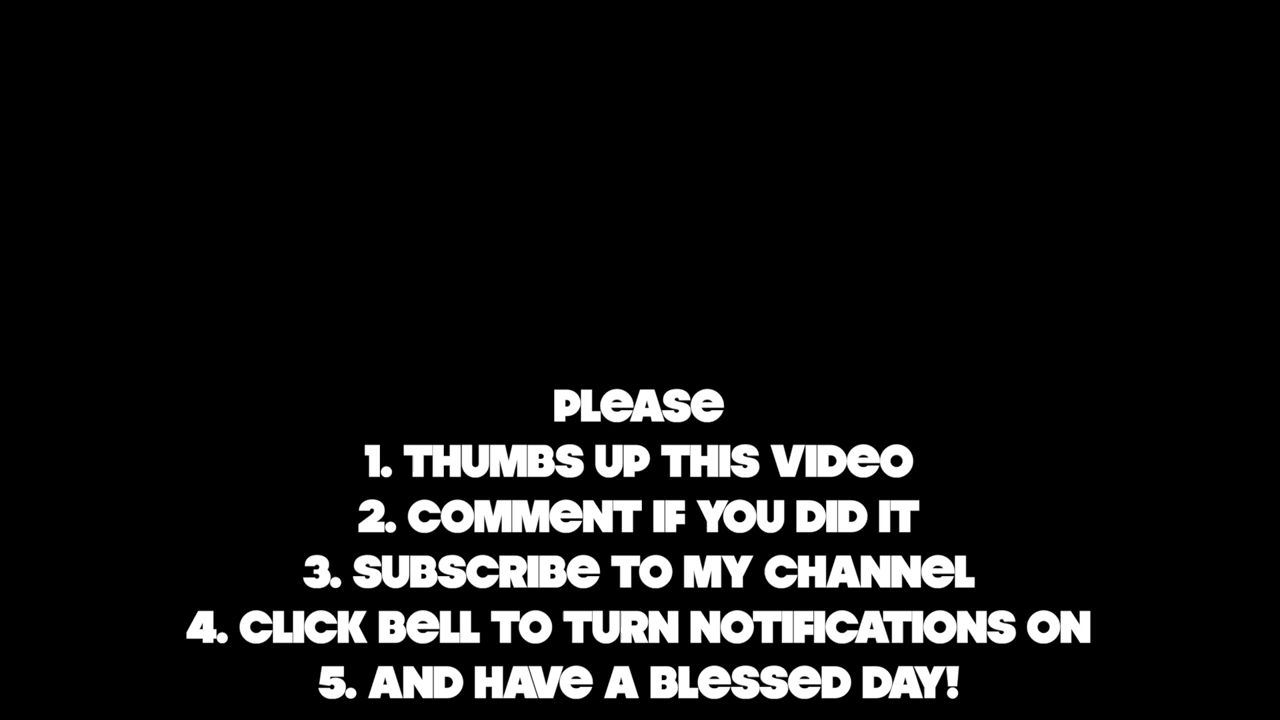 PLEASE
1. THUMBS UP THIS VIDEO
2. COMMENT IF YOU DID IT
3. SUBSCRIBE TO MY CHANNEL
4. CLICK BELL TO TURN NOTIFICATIONS ON
5. AND HAVE A BLESSED DAY!